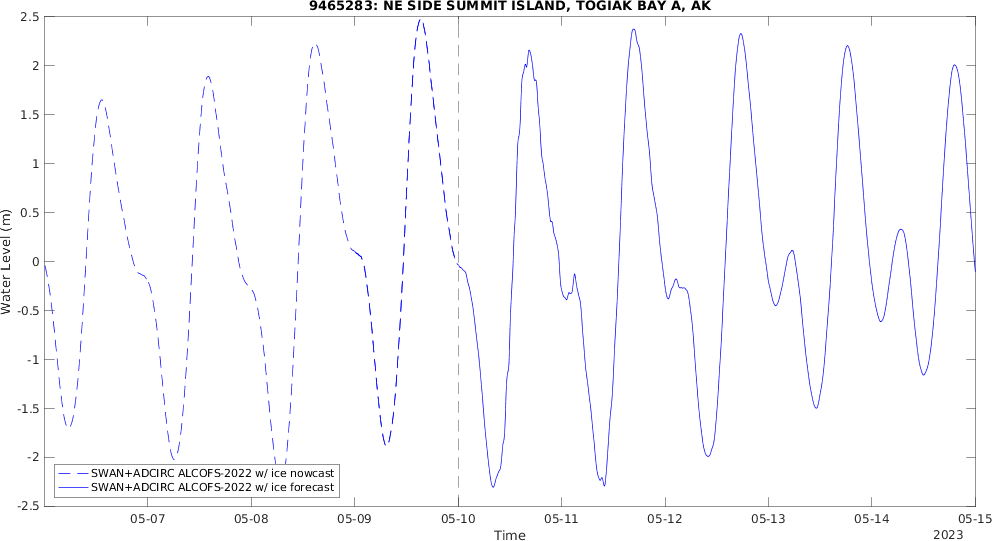 9465283: NE SIDE SUMMIT ISLAND, TOGIAK BAY A, AK
2.5
2
1.5
1
0.5
0
-0.5
-1
-1.5
-2
-2.5
Water Level (m)
SWAN+ADCIRC ALCOFS-2022 w/ ice nowcast
SWAN+ADCIRC ALCOFS-2022 w/ ice forecast
05-07 05-08 05-09 05-10 05-11 05-12 05-13 05-14 05-15
Time
2023